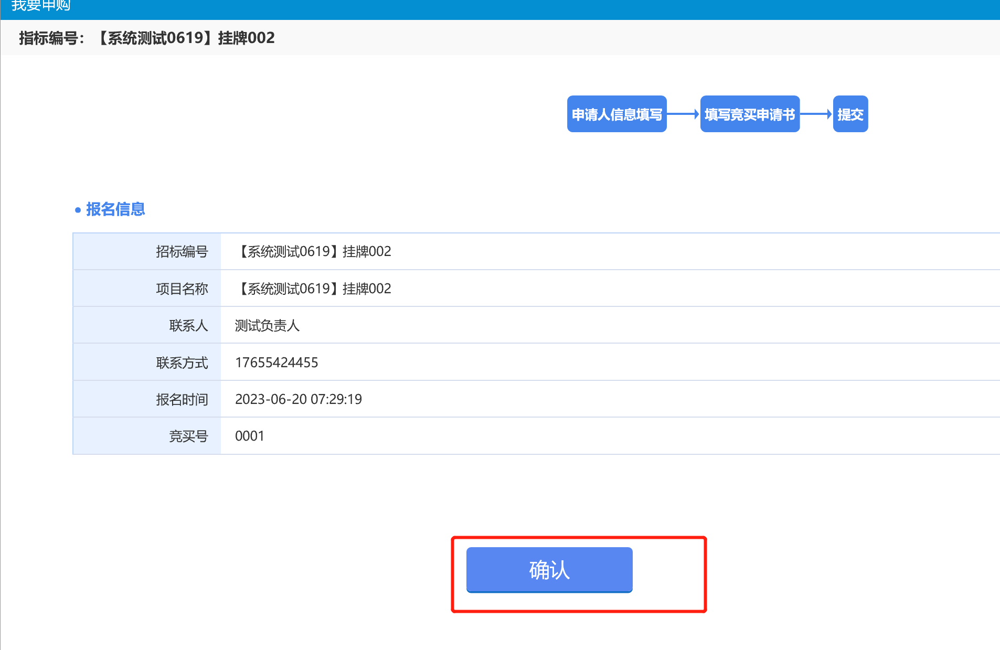 我要申购
指标编号：【系统测试0619】挂牌002
申请人信息填写 填写竞买申请书 提交
报名信息
招标编号 【系统测试0619】挂牌002
项目名称 【系统测试0619】挂牌002
联系人 测试负责人
联系方式 17655424455
报名时间 2023-06-20 07:29:19
竞买号 0001
确认